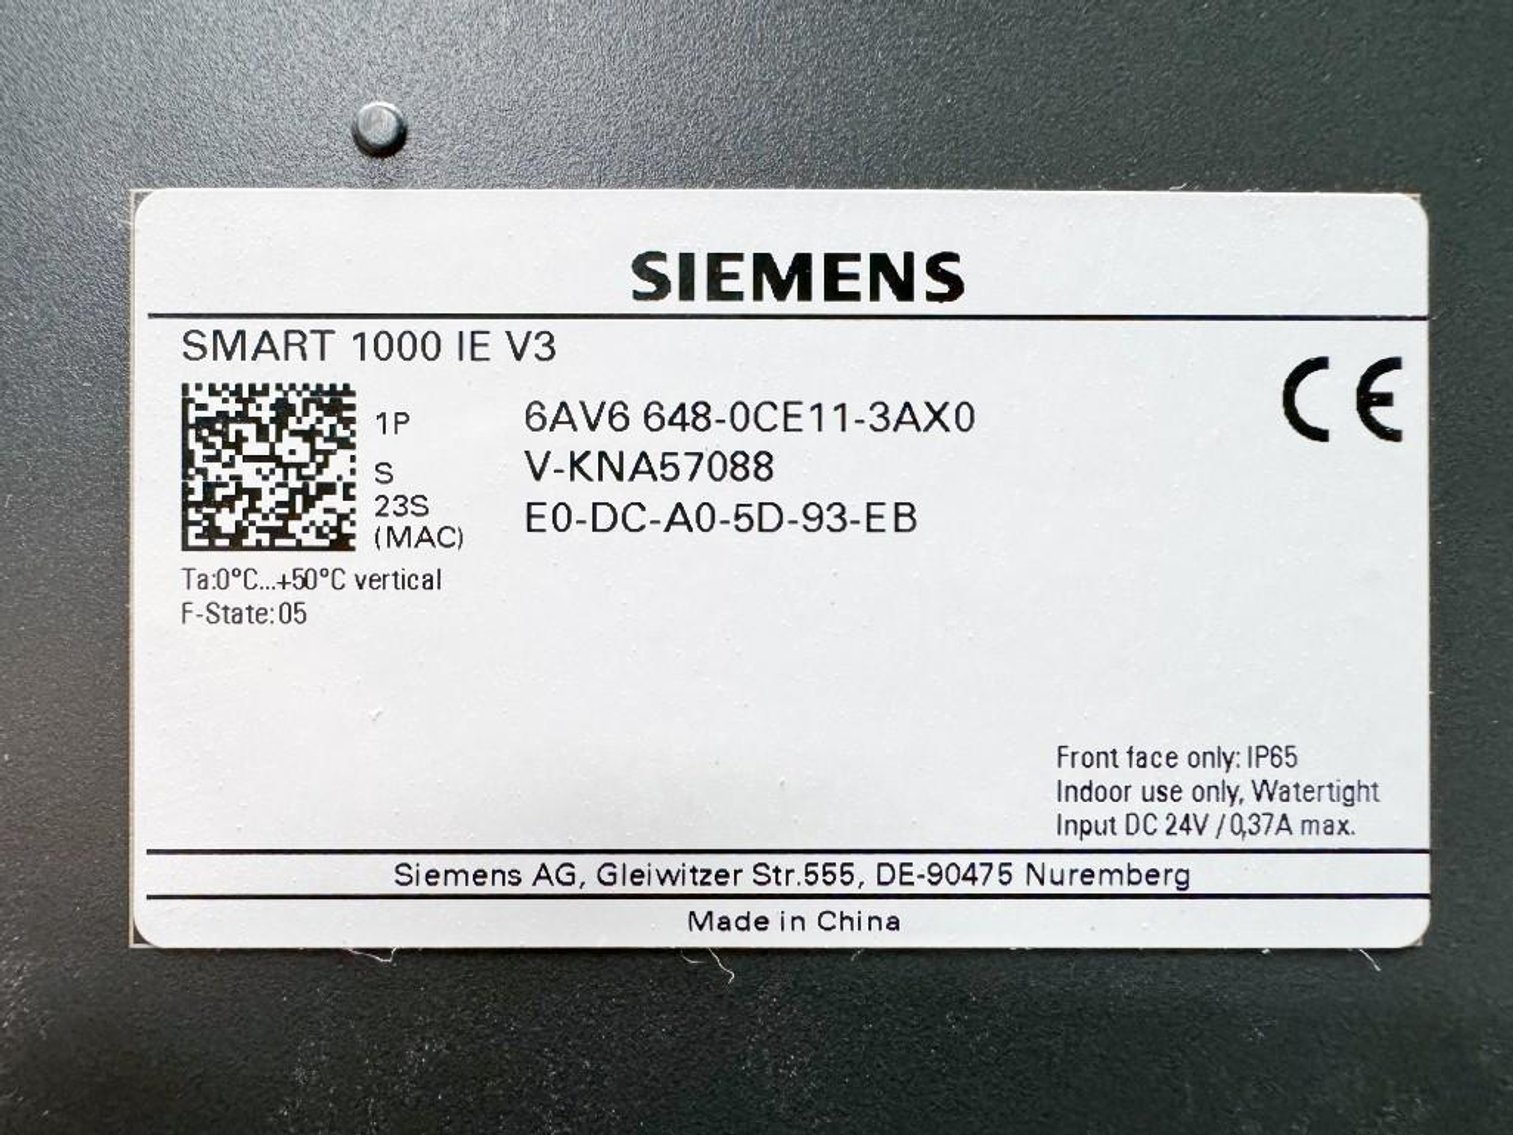 SIEMENS
SMART 1000 IE V3
1P 6AV6 648-0CE11-3AX0
S V-KNA57088
23S E0-DC-A0-5D-93-EB
(MAC)
Ta:0°C...+50°C vertical
F-State:05
CE
Front face only: IP65
Indoor use only, Watertight
Input DC 24V / 0,37A max.
Siemens AG, Gleiwitzer Str.555, DE-90475 Nuremberg
Made in China